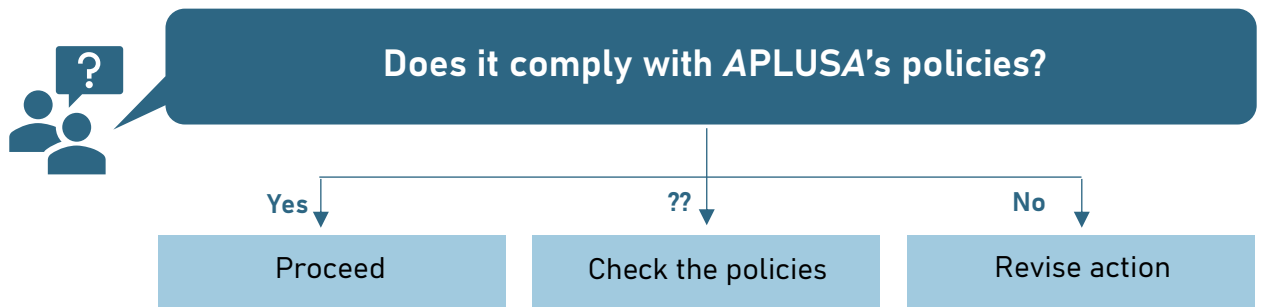 ?
Does it comply with APLUSA's policies?
Yes
??
No
Proceed
Check the policies
Revise action